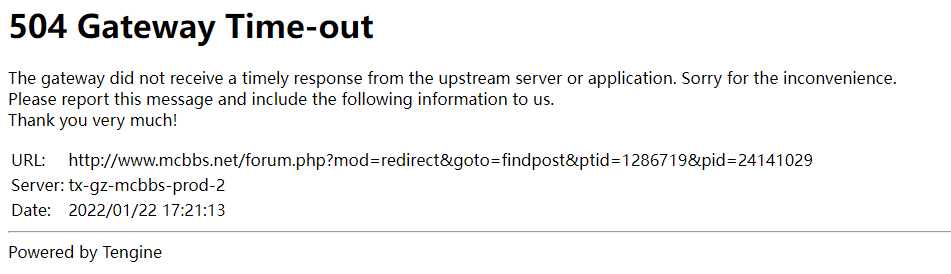 504 Gateway Time-out
The gateway did not receive a timely response from the upstream server or application. Sorry for the inconvenience.
Please report this message and include the following information to us.
Thank you very much!
URL: http://www.mcbbs.net/forum.php?mod=redirect&goto=findpost&ptid=1286719&pid=24141029
Server: tx-gz-mcbbs-prod-2
Date: 2022/01/22 17:21:13
Powered by Tengine